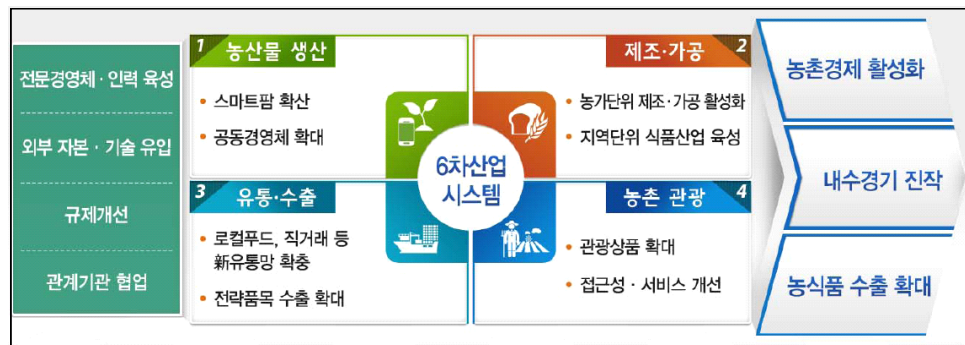 전문경영체·인력 육성
외부 자본·기술 유입
규제개선
관계기관 협업
1 농산물 생산
• 스마트팜 확산
• 공동경영체 확대
제조·가공 2
• 농가단위 제조·가공 활성화
• 지역단위 식품산업 육성
6차산업
시스템
3 유통·수출
• 로컬푸드, 직거래 등
新유통망 확충
• 전략품목 수출 확대
농촌 관광 4
• 관광상품 확대
• 접근성·서비스 개선
농촌경제 활성화
내수경기 진작
농식품 수출 확대